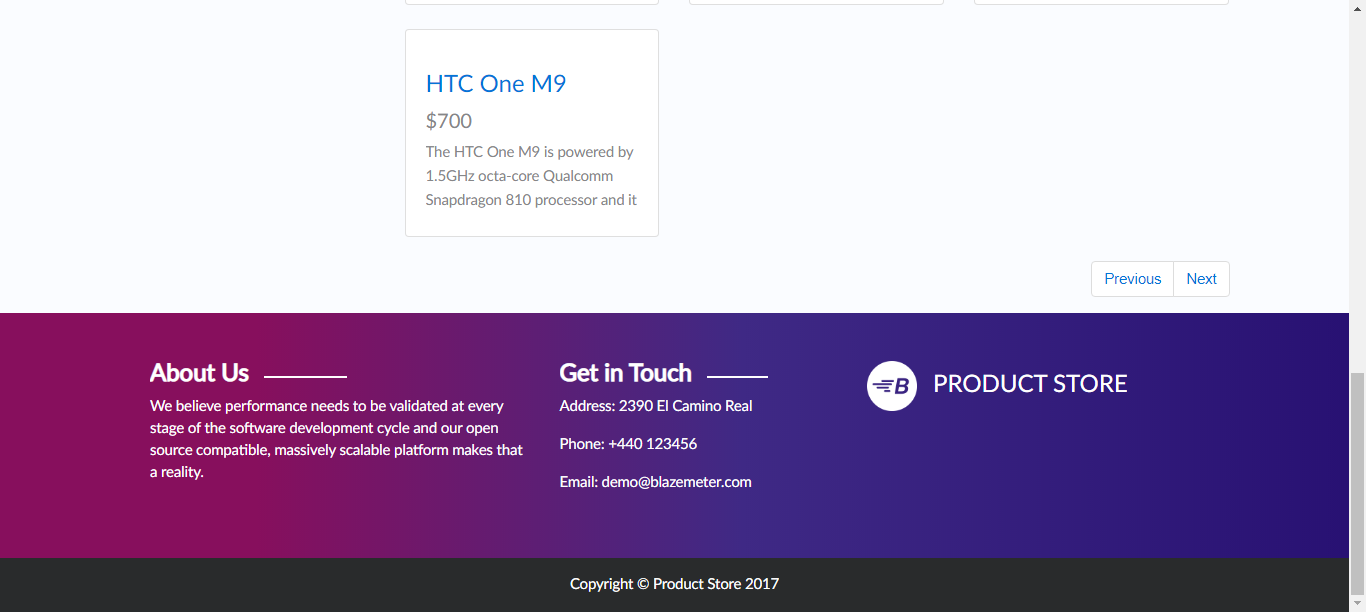 HTC One M9
$700
The HTC One M9 is powered by
1.5GHz octa-core Qualcomm
Snapdragon 810 processor and it
Previous
Next
About Us
We believe performance needs to be validated at every
stage of the software development cycle and our open
source compatible, massively scalable platform makes that
a reality.
Get in Touch
Address: 2390 El Camino Real
Phone: +440 123456
Email: demo@blazemeter.com
B
PRODUCT STORE
Copyright © Product Store 2017